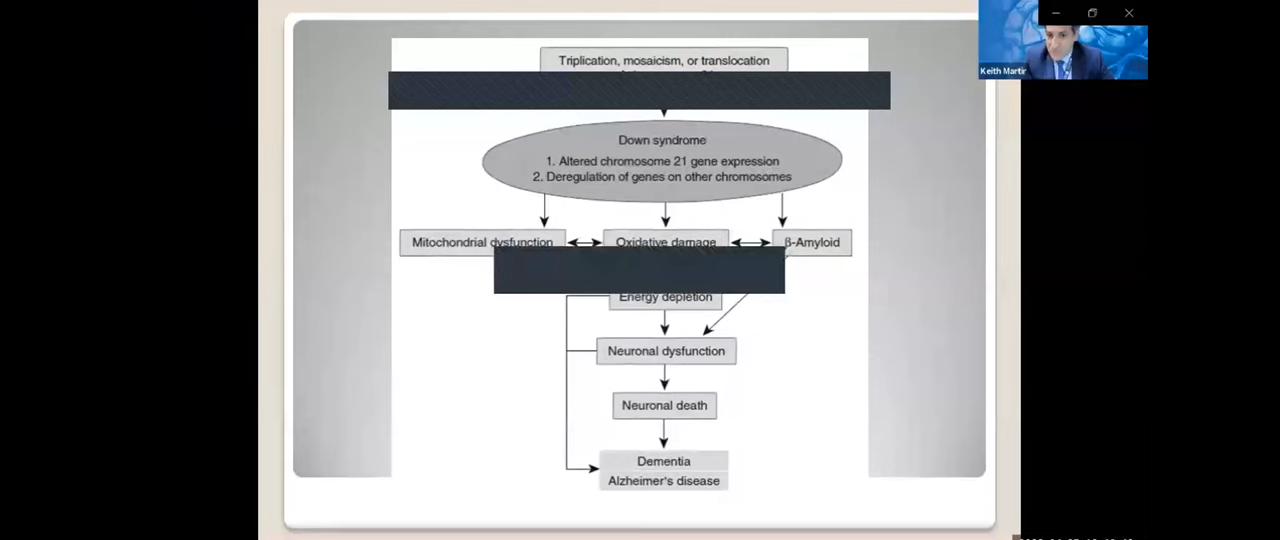 Triplication, mosaicism, or translocation
Keith Martin
Down syndrome
1. Altered chromosome 21 gene expression
2. Deregulation of genes on other chromosomes
Mitochondrial dysfunction
Oxidative damage
β-Amyloid
Energy depletion
Neuronal dysfunction
Neuronal death
Dementia
Alzheimer's disease